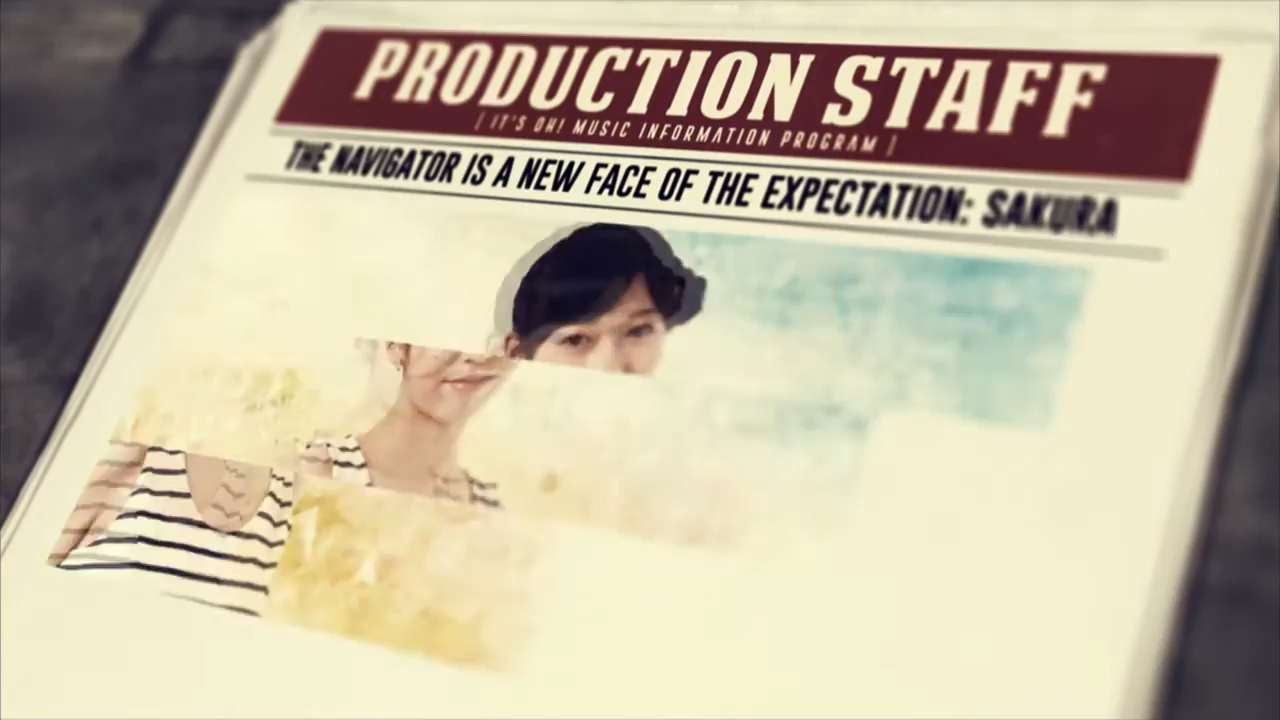 PRODUCTION STAFF
[ IT'S OH! MUSIC INFORMATION PROGRAM ]
THE NAVIGATOR IS A NEW FACE OF THE EXPECTATION: SAKURA